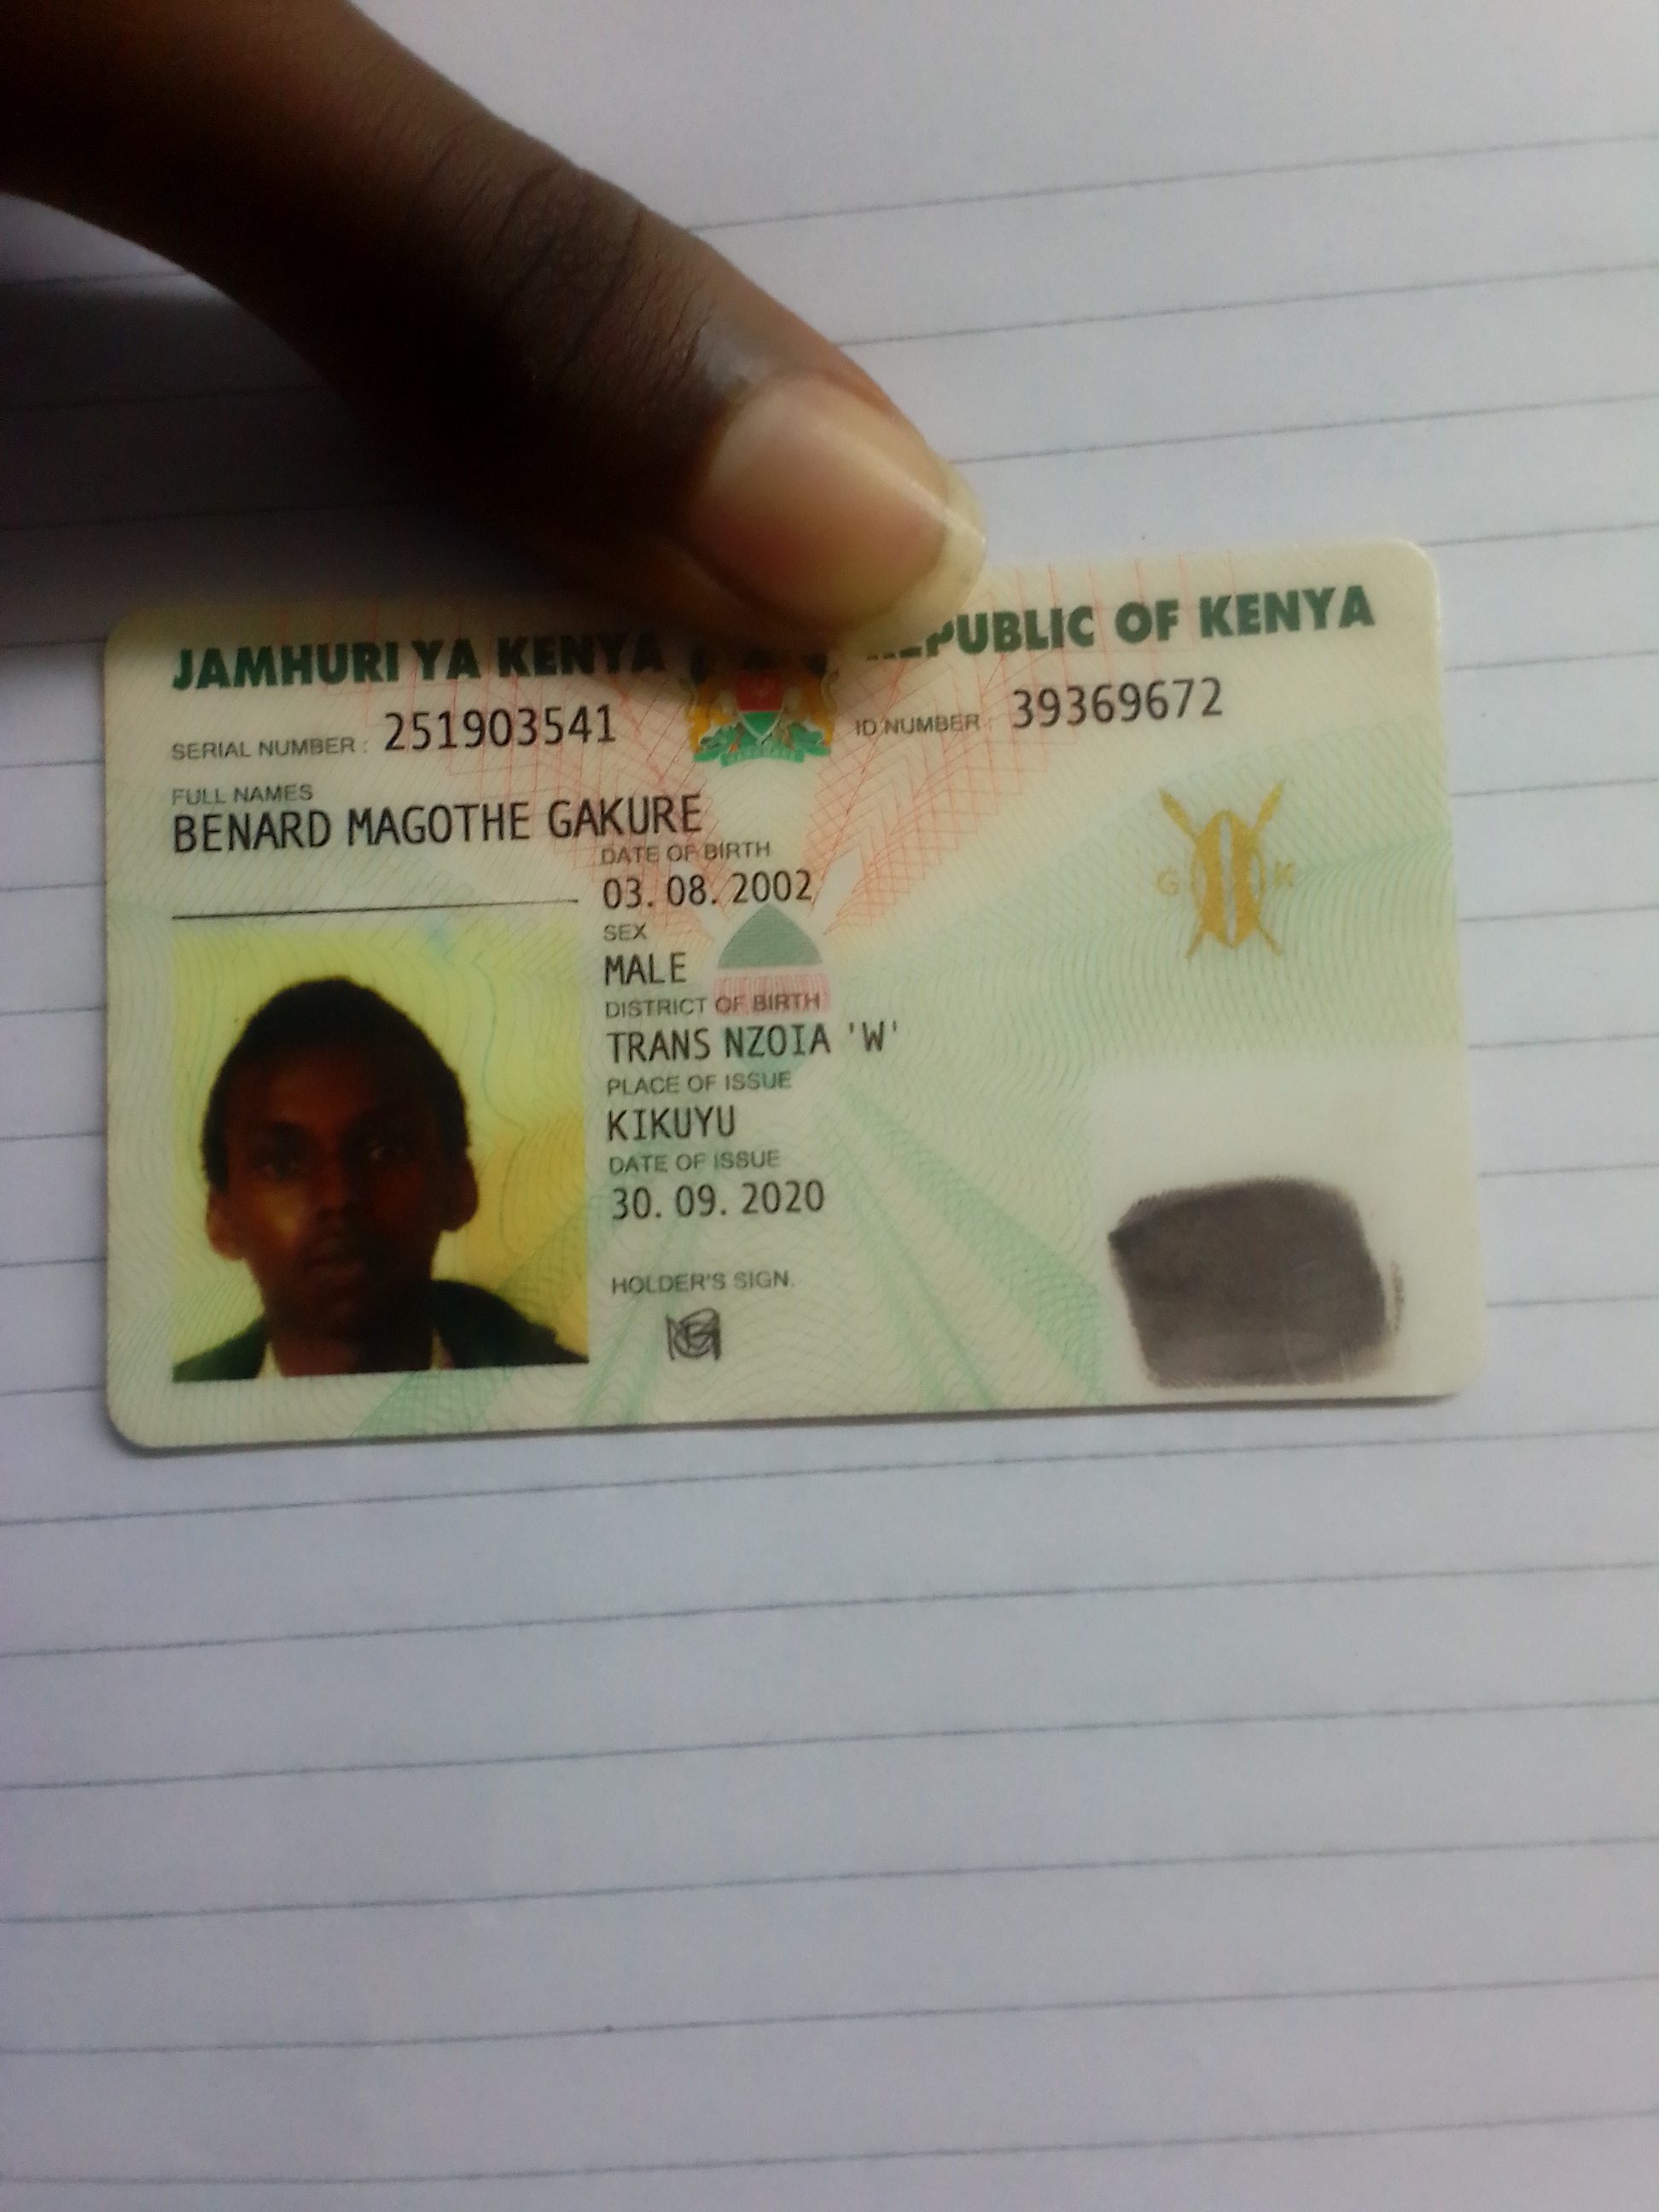 JAMHURI YA KENYA REPUBLIC OF KENYA
SERIAL NUMBER : 251903541 ID NUMBER : 39369672
FULL NAMES
BENARD MAGOTHE GAKURE
DATE OF BIRTH
03. 08. 2002
SEX
MALE
DISTRICT OF BIRTH
TRANS NZOIA 'W'
PLACE OF ISSUE
KIKUYU
DATE OF ISSUE
30. 09. 2020
HOLDER'S SIGN.
G K